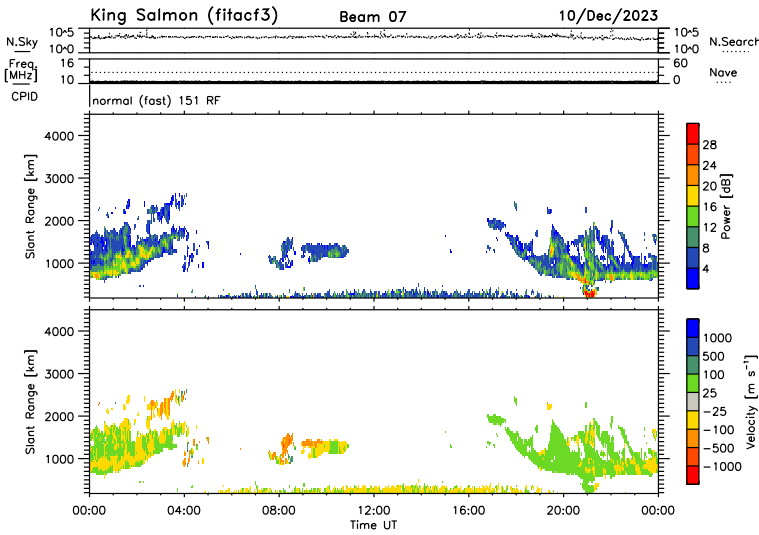 King Salmon (fitacf3) Beam 07 10/Dec/2023
N.Sky 10^5 10^0 10^5 10^0 N.Search
Freq. [MHz] 16 10 60 0 Nave
CPID normal (fast) 151 RF
Slant Range [km] 4000 3000 2000 1000
Power [dB] 28 24 20 16 12 8 4
Slant Range [km] 4000 3000 2000 1000
Velocity [m s⁻¹] 1000 500 100 25 −25 −100 −500 −1000
00:00 04:00 08:00 12:00 16:00 20:00 00:00
Time UT